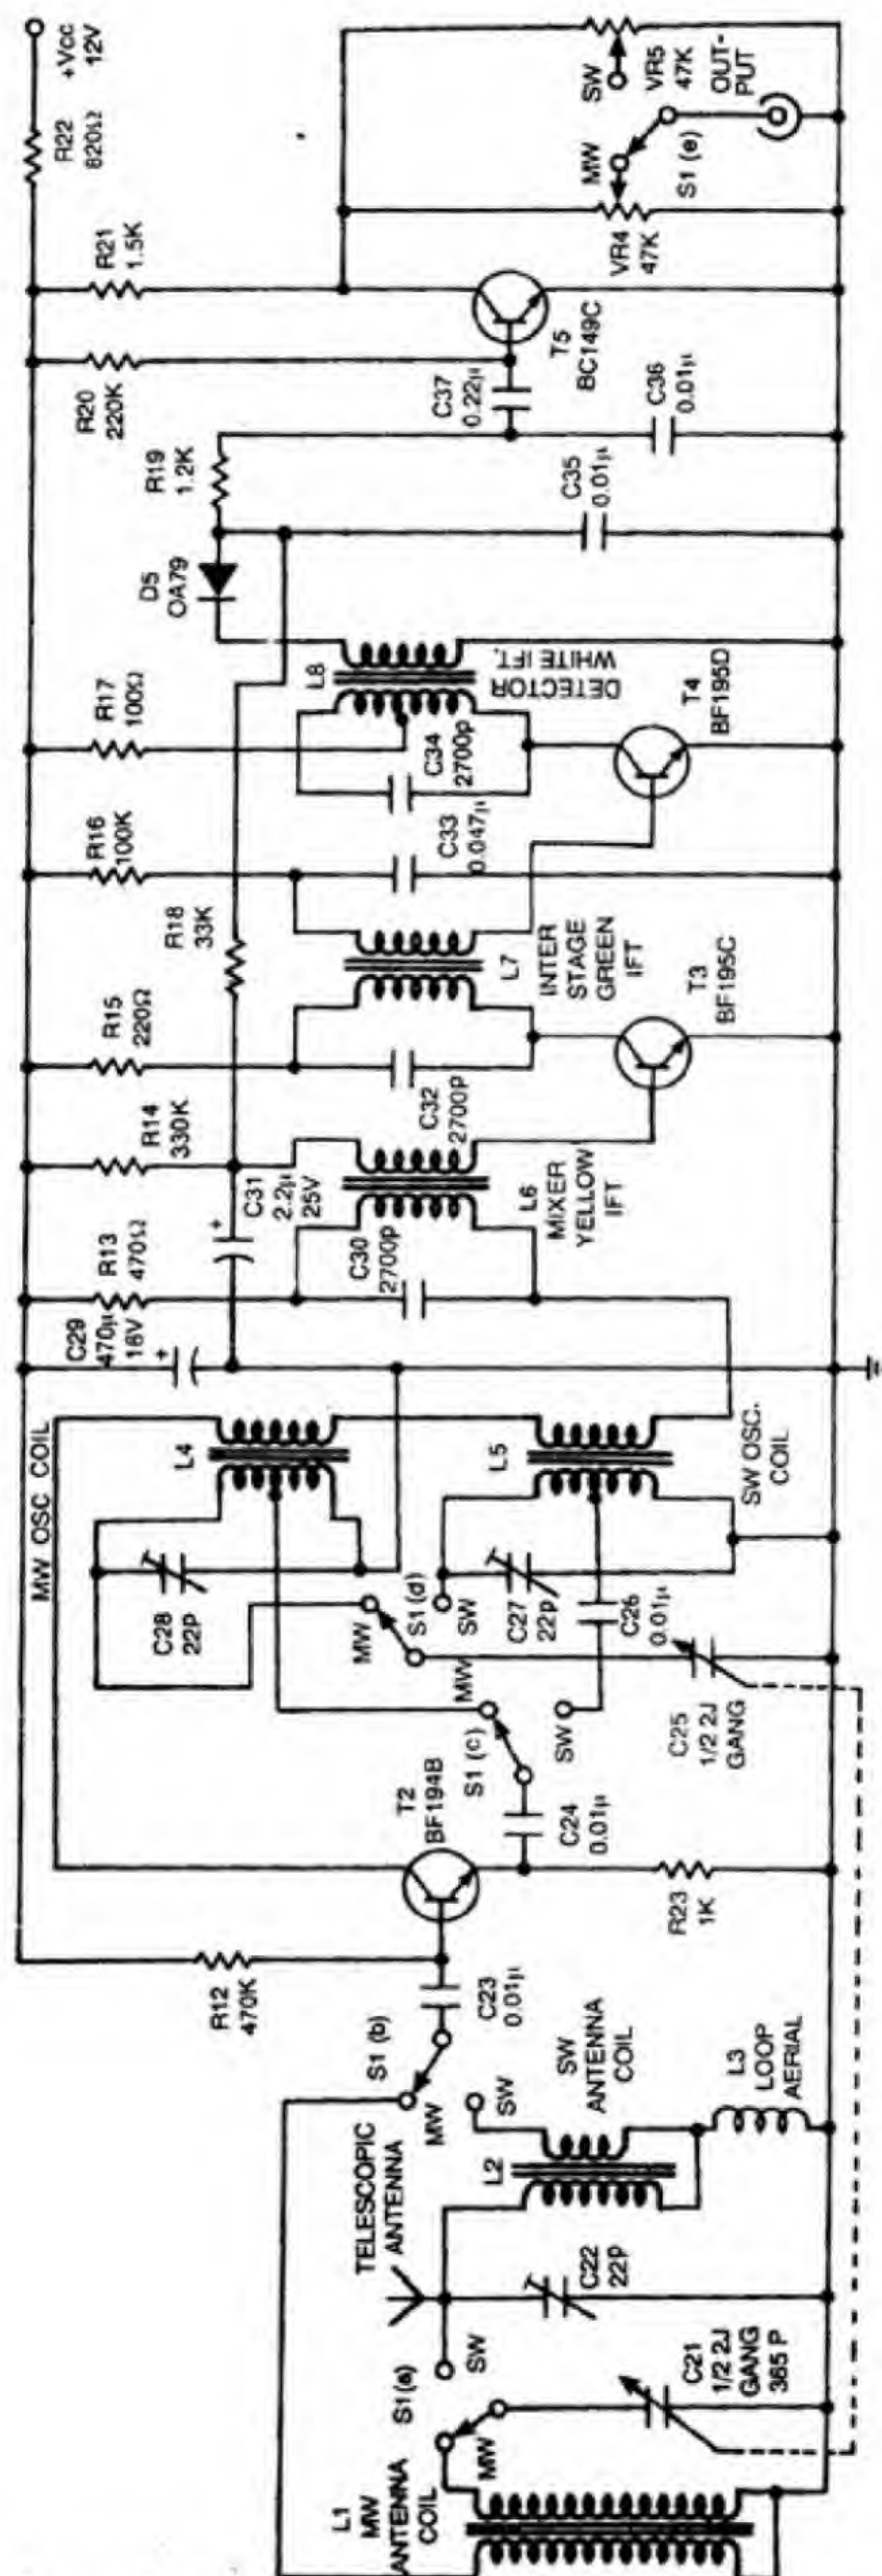 L1
MW
ANTENNA
COIL
S1(a)
MW
SW
C21
1/2 2J
GANG
365 P
TELESCOPIC
ANTENNA
C22
22P
L2
SW
ANTENNA
COIL
L3
LOOP
AERIAL
S1 (b)
MW
SW
C23
0.01µ
R12
470K
T2
BF194B
R23
1K
C24
0.01µ
S1 (c)
MW
SW
C25
1/2 2J
GANG
MW OSC COIL
C28
22P
MW
S1(d)
SW
C27
22p
C26
0.01µ
L4
L5
SW OSC.
COIL
C29
470µ
16V
R13
470Ω
C30
2700p
C31
2.2µ
25V
R14
330K
L6
MIXER
YELLOW
IFT
R15
220Ω
C32
2700P
T3
BF195C
R18
33K
L7
INTER
STAGE
GREEN
IFT
R16
100K
C33
0.047µ
R17
100Ω
C34
2700p
T4
BF195D
L8
DETECTOR
WHITE IFT.
D5
OA79
R19
1.2K
C35
0.01µ
C36
0.01µ
C37
0.22µ
R20
220K
R21
1.5K
T5
BC149C
R22
820Ω
+Vcc
12V
VR4
47K
MW
S1 (e)
SW
VR5
47K
OUT-
PUT